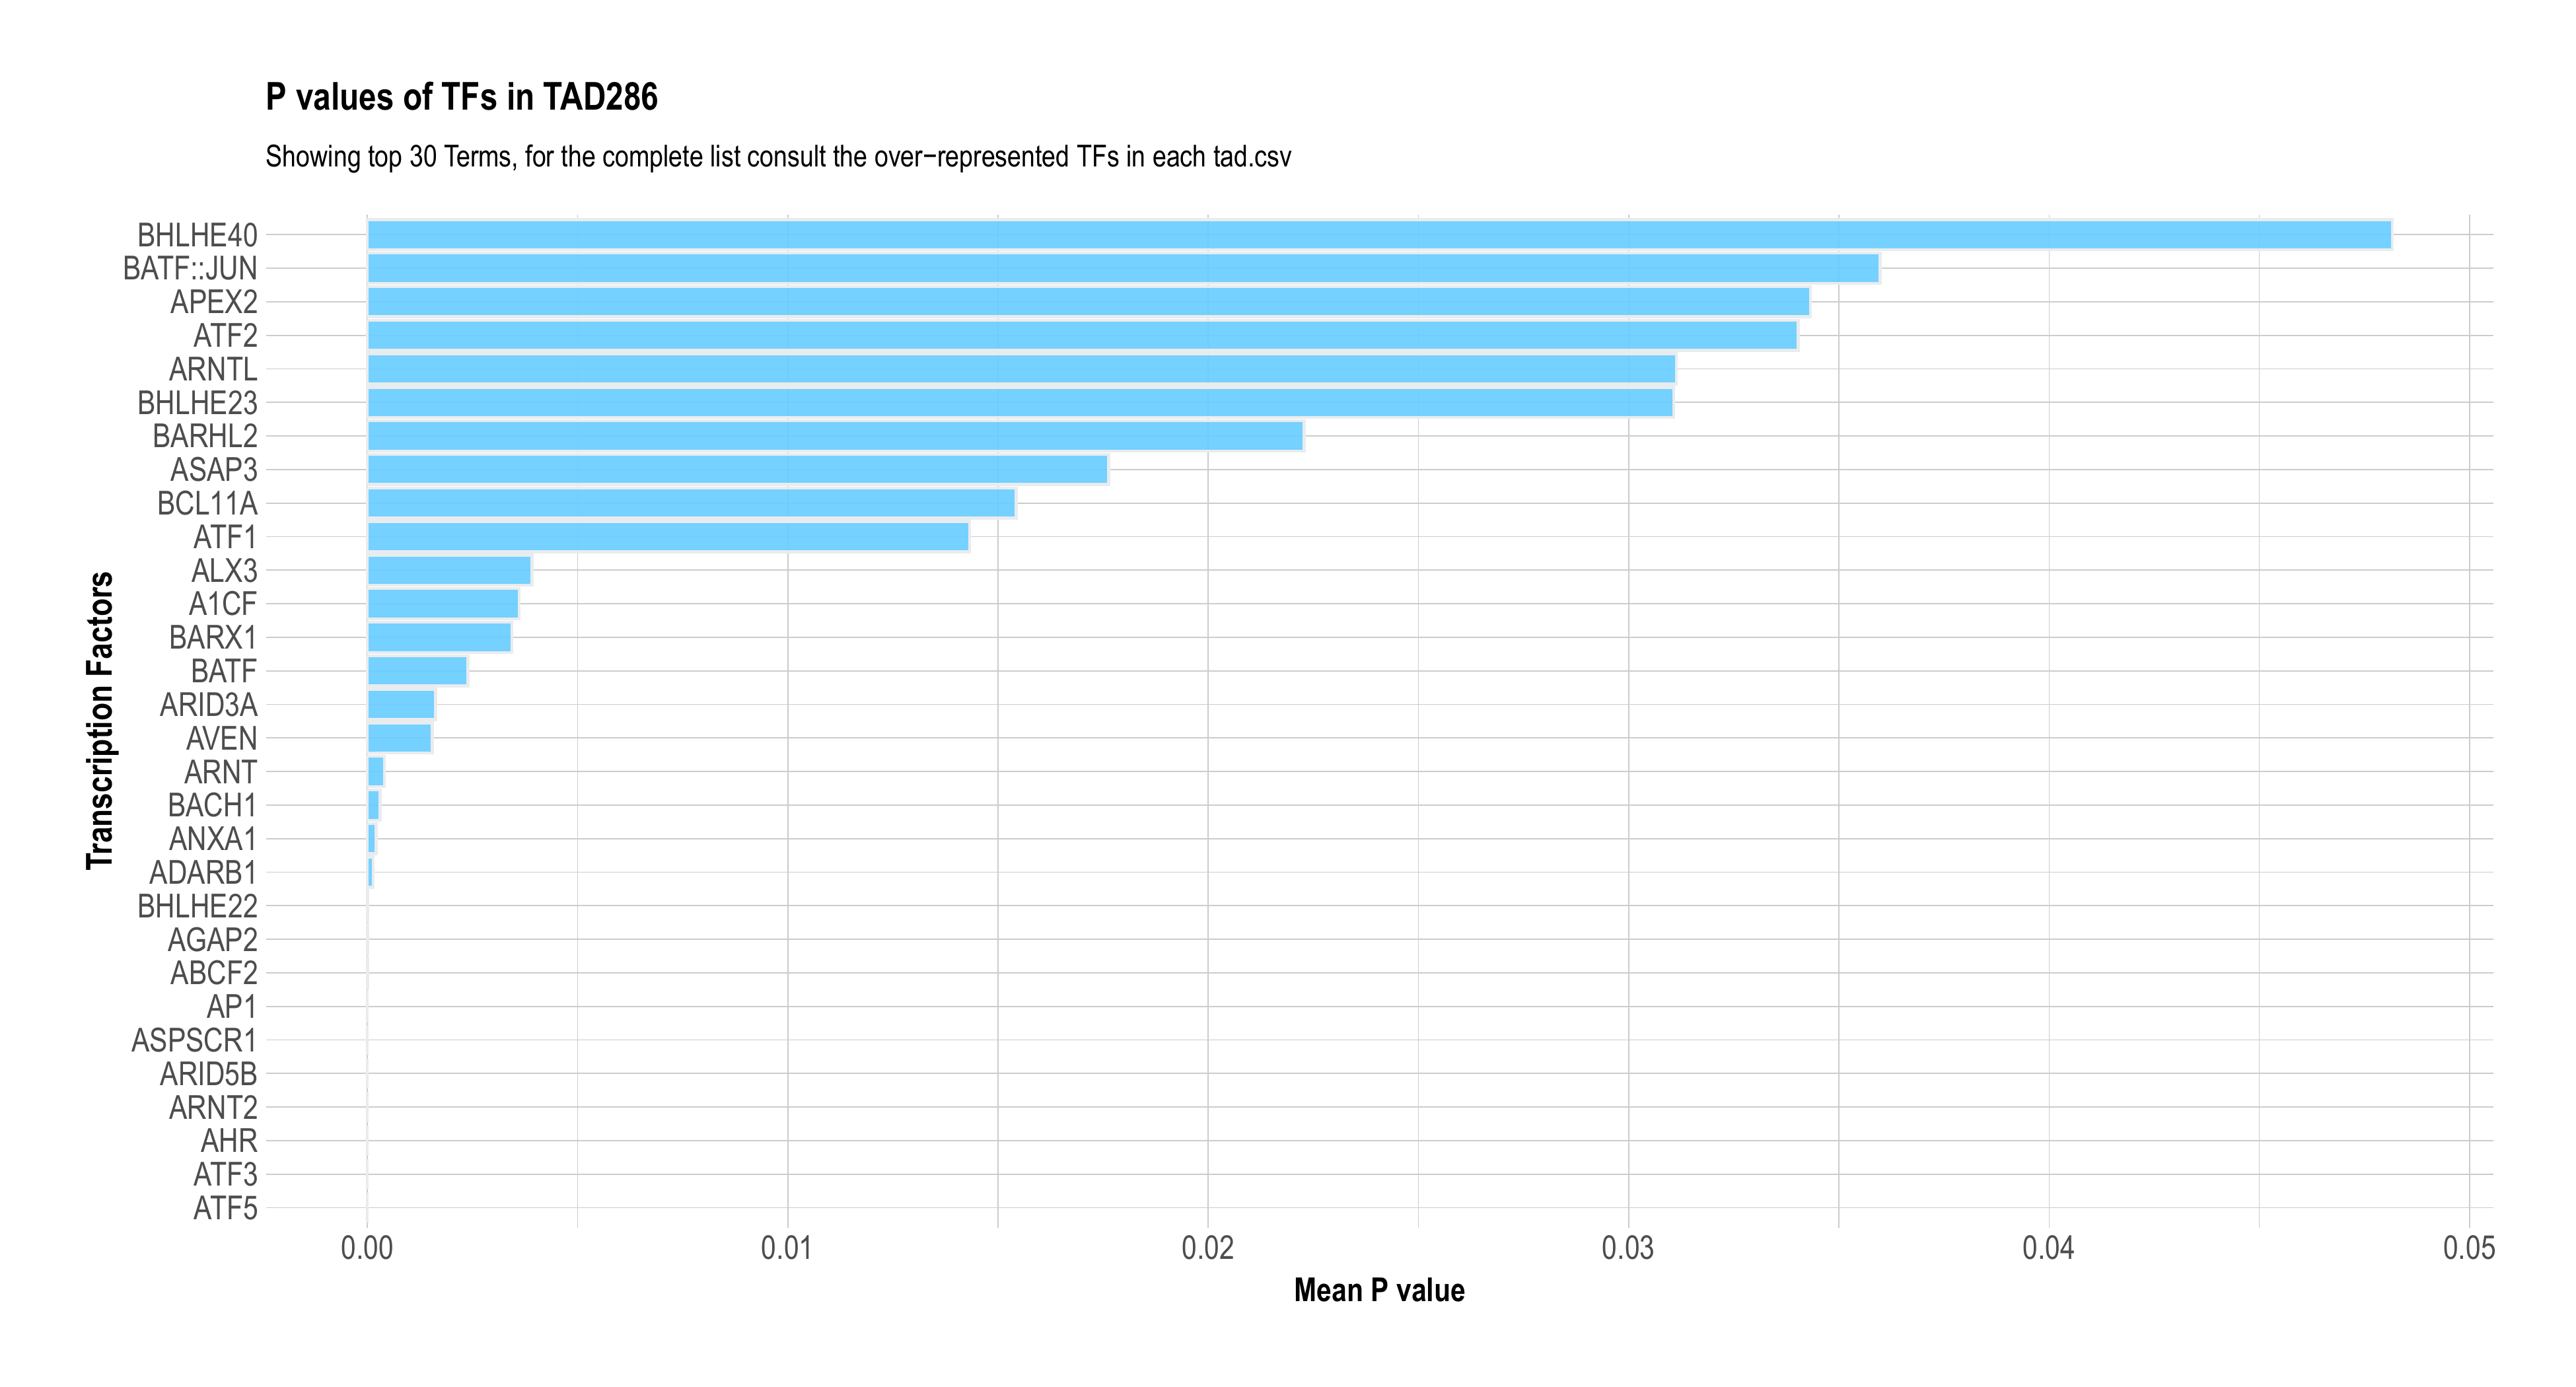 P values of TFs in TAD286
Showing top 30 Terms, for the complete list consult the over−represented TFs in each tad.csv
Transcription Factors
BHLHE40
BATF::JUN
APEX2
ATF2
ARNTL
BHLHE23
BARHL2
ASAP3
BCL11A
ATF1
ALX3
A1CF
BARX1
BATF
ARID3A
AVEN
ARNT
BACH1
ANXA1
ADARB1
BHLHE22
AGAP2
ABCF2
AP1
ASPSCR1
ARID5B
ARNT2
AHR
ATF3
ATF5
0.00 0.01 0.02 0.03 0.04 0.05
Mean P value